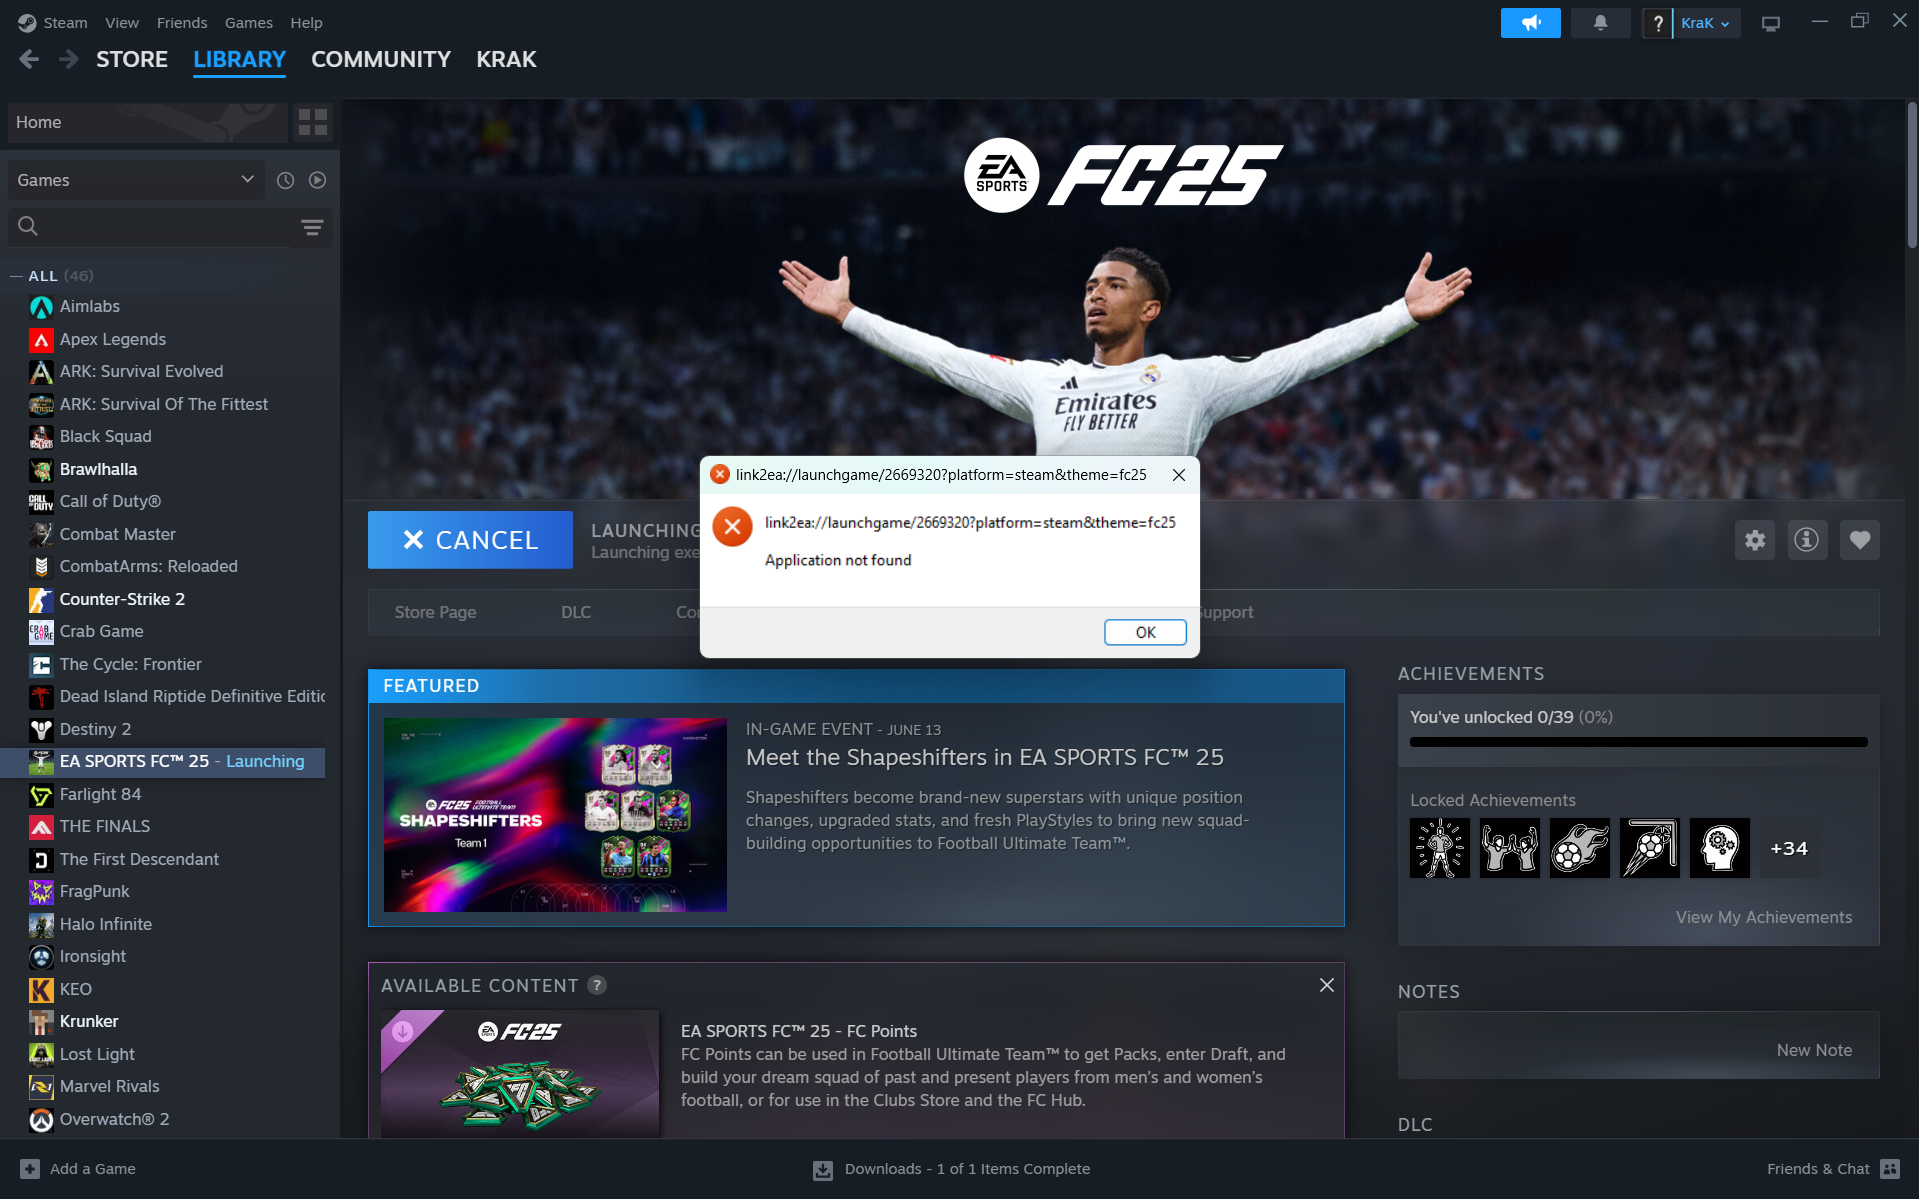 Steam View Friends Games Help
? KraK
STORE LIBRARY COMMUNITY KRAK
Home
Games
ALL (46)
Aimlabs
Apex Legends
ARK: Survival Evolved
ARK: Survival Of The Fittest
Black Squad
Brawlhalla
Call of Duty®
Combat Master
CombatArms: Reloaded
Counter-Strike 2
Crab Game
The Cycle: Frontier
Dead Island Riptide Definitive Editic
Destiny 2
EA SPORTS FC™ 25 - Launching
Farlight 84
THE FINALS
The First Descendant
FragPunk
Halo Infinite
Ironsight
KEO
Krunker
Lost Light
Marvel Rivals
Overwatch® 2
EA SPORTS FC25
Emirates
FLY BETTER
link2ea://launchgame/2669320?platform=steam&theme=fc25
link2ea://launchgame/2669320?platform=steam&theme=fc25
Application not found
OK
CANCEL
LAUNCHING
Launching exe
Store Page DLC Co Support
FEATURED
FC25 FOOTBALL ULTIMATE TEAM
SHAPESHIFTERS
Team 1
IN-GAME EVENT - JUNE 13
Meet the Shapeshifters in EA SPORTS FC™ 25
Shapeshifters become brand-new superstars with unique position
changes, upgraded stats, and fresh PlayStyles to bring new squad-
building opportunities to Football Ultimate Team™.
AVAILABLE CONTENT ?
EA SPORTS FC25
EA SPORTS FC™ 25 - FC Points
FC Points can be used in Football Ultimate Team™ to get Packs, enter Draft, and
build your dream squad of past and present players from men's and women's
football, or for use in the Clubs Store and the FC Hub.
ACHIEVEMENTS
You've unlocked 0/39 (0%)
Locked Achievements
+34
View My Achievements
NOTES
New Note
DLC
Add a Game
Downloads - 1 of 1 Items Complete
Friends & Chat